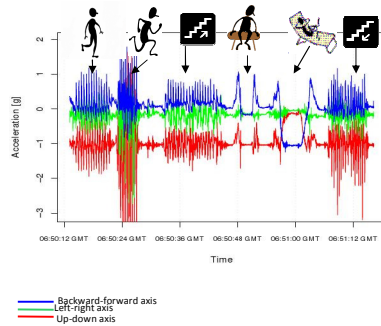 2
1
0
−1
−2
−3
Acceleration [g]
06:50:12 GMT 06:50:24 GMT 06:50:36 GMT 06:50:48 GMT 06:51:00 GMT 06:51:12 GMT
Time
Backward-forward axis
Left-right axis
Up-down axis